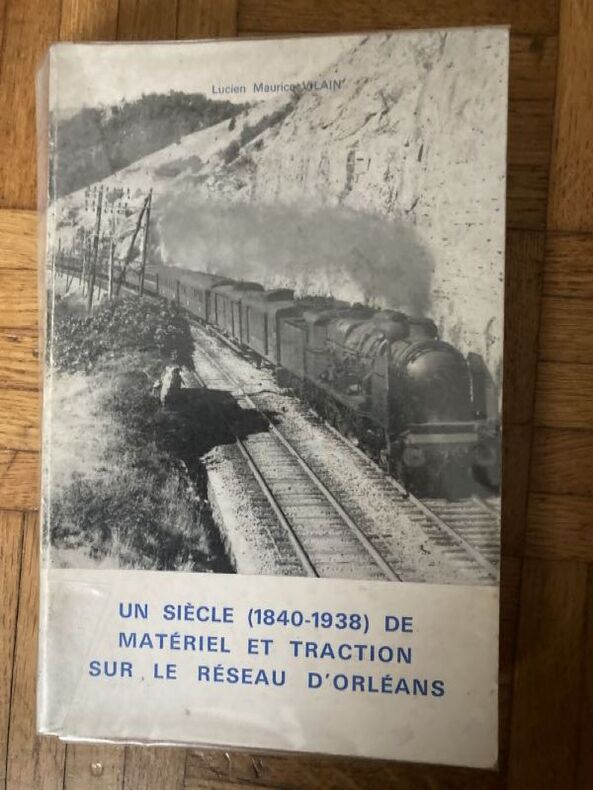 Lucien Maurice VILAIN
UN SIÈCLE (1840-1938) DE
MATÉRIEL ET TRACTION
SUR LE RÉSEAU D'ORLÉANS